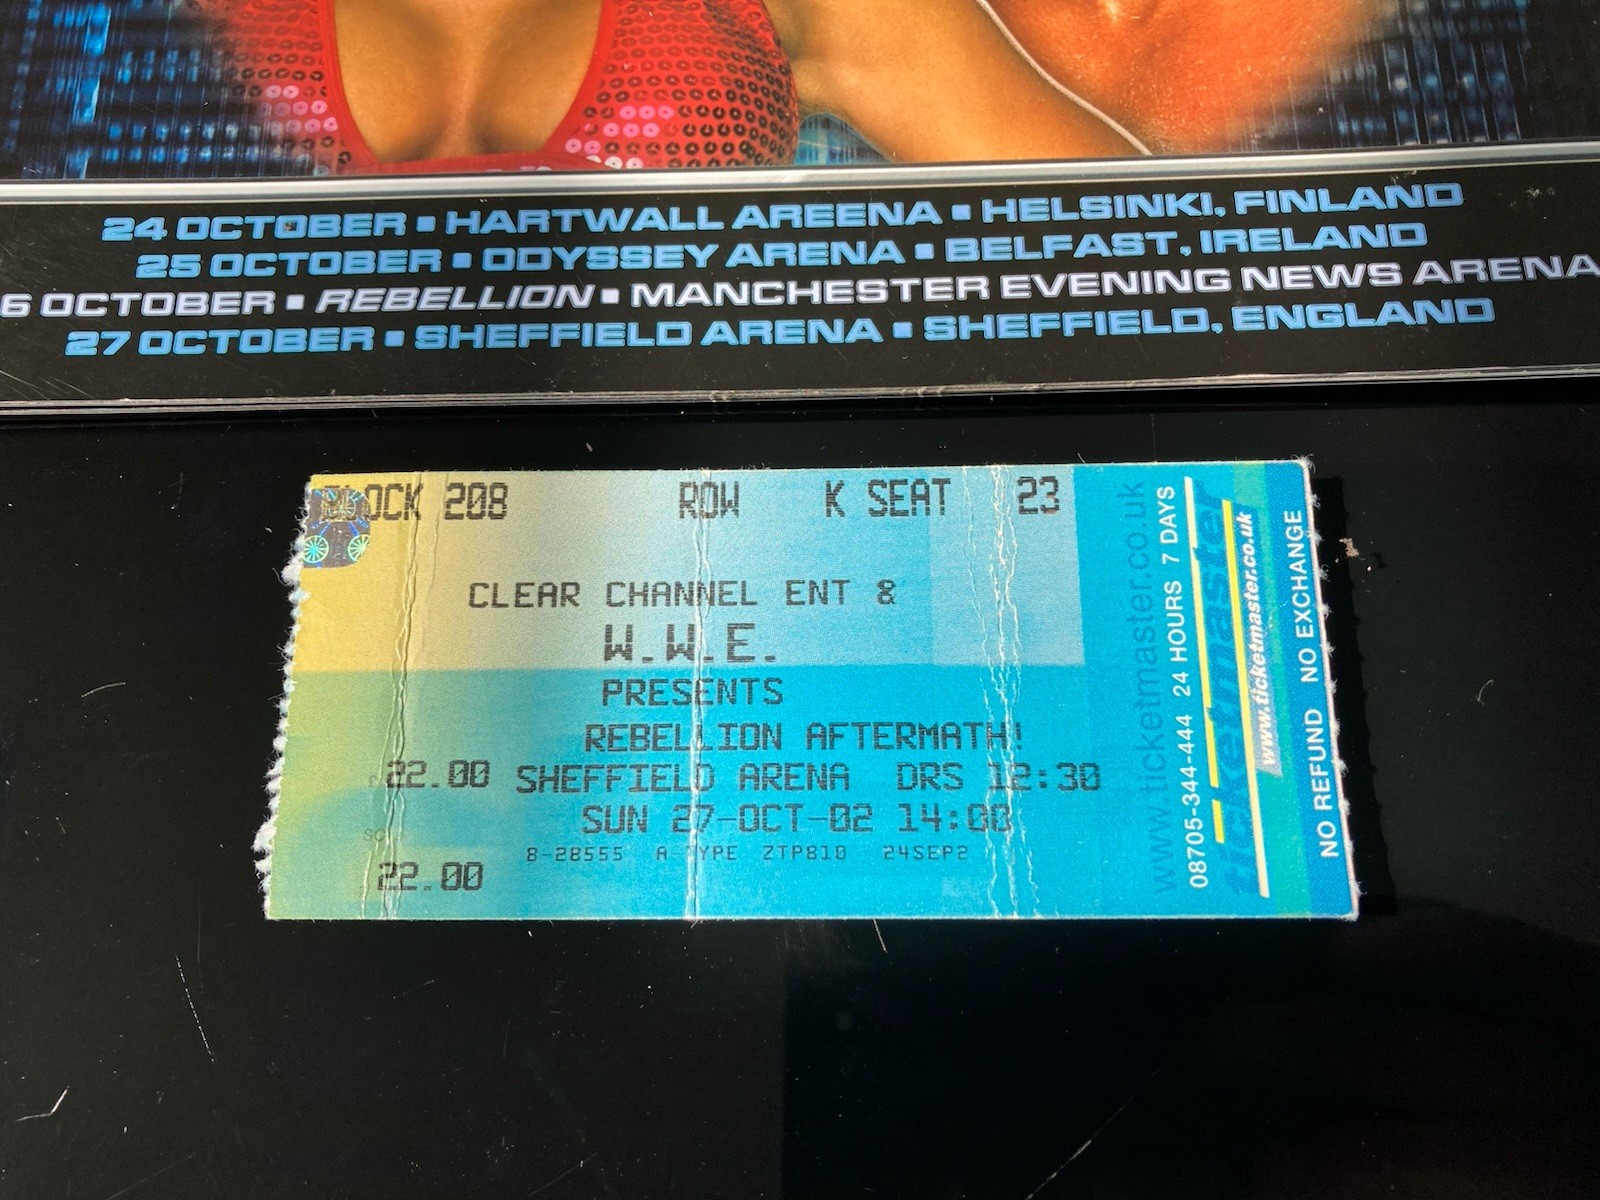 24 OCTOBER ▪ HARTWALL AREENA ▪ HELSINKI, FINLAND
25 OCTOBER ▪ ODYSSEY ARENA ▪ BELFAST, IRELAND
6 OCTOBER ▪ REBELLION ▪ MANCHESTER EVENING NEWS ARENA
27 OCTOBER ▪ SHEFFIELD ARENA ▪ SHEFFIELD, ENGLAND
BLOCK 208 ROW K SEAT 23
CLEAR CHANNEL ENT &
W.W.E.
PRESENTS
REBELLION AFTERMATH!
22.00 SHEFFIELD ARENA DRS 12:30
SUN 27-OCT-02 14:00
8-28555 A-TYPE ZTP810 24SEP2
22.00
www.ticketmaster.co.uk
08705-344-444 24 HOURS 7 DAYS
ticketmaster
www.ticketmaster.co.uk
NO REFUND NO EXCHANGE